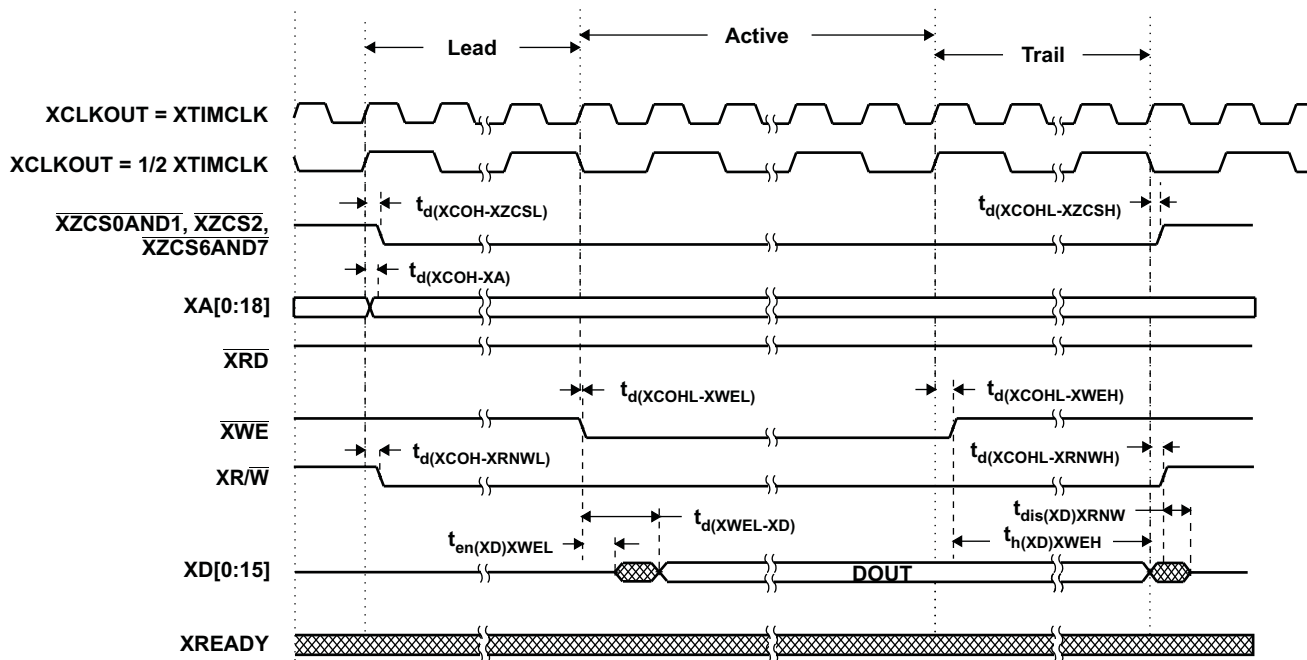 Lead
Active
Trail
XCLKOUT = XTIMCLK
XCLKOUT = 1/2 XTIMCLK
td(XCOH-XZCSL)
td(XCOHL-XZCSH)
XZCS0AND1, XZCS2,
XZCS6AND7
td(XCOH-XA)
XA[0:18]
XRD
td(XCOHL-XWEL)
td(XCOHL-XWEH)
XWE
td(XCOH-XRNWL)
td(XCOHL-XRNWH)
XR/W
td(XWEL-XD)
tdis(XD)XRNW
ten(XD)XWEL
th(XD)XWEH
XD[0:15]
DOUT
XREADY